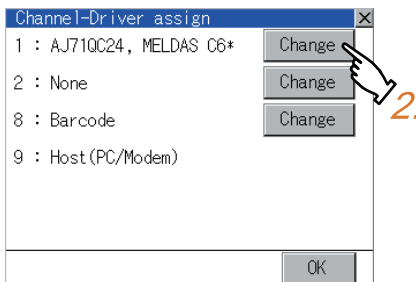 Channel-Driver assign ×
1 : AJ71QC24, MELDAS C6* Change
2 : None Change
8 : Barcode Change
9 : Host(PC/Modem)
OK
2.